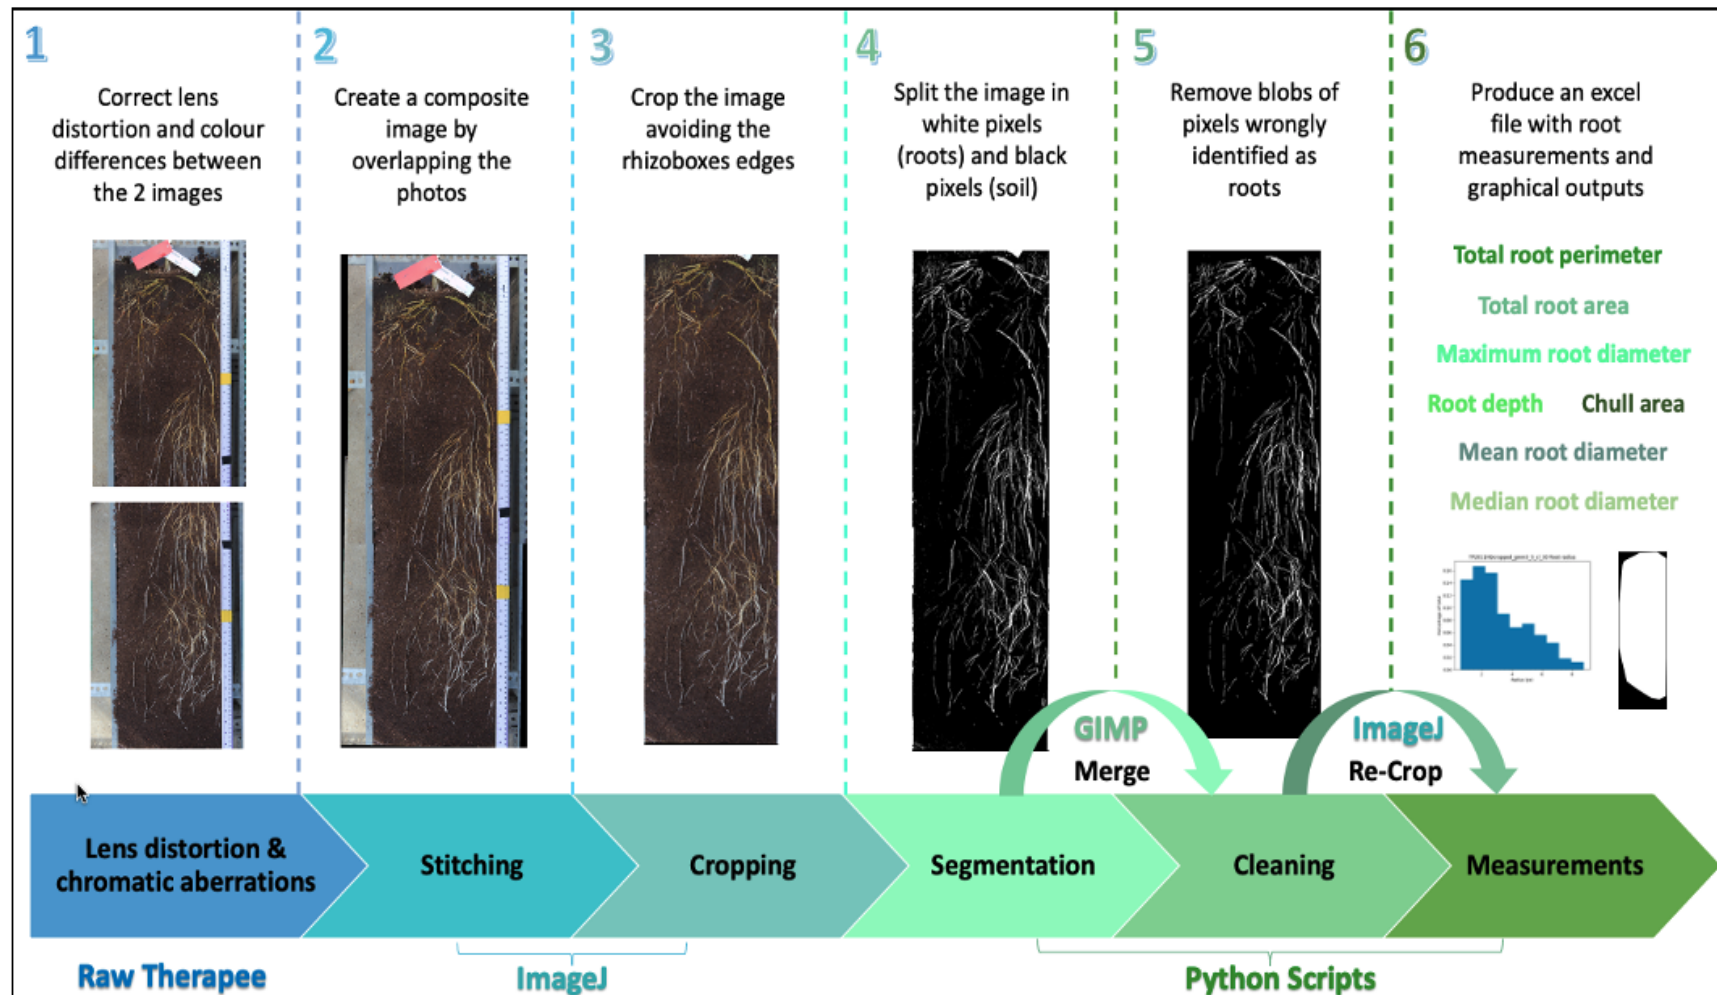 1
Correct lens
distortion and colour
differences between
the 2 images
2
Create a composite
image by
overlapping the
photos
3
Crop the image
avoiding the
rhizoboxes edges
4
Split the image in
white pixels
(roots) and black
pixels (soil)
5
Remove blobs of
pixels wrongly
identified as
roots
6
Produce an excel
file with root
measurements and
graphical outputs
Total root perimeter
Total root area
Maximum root diameter
Root depth
Chull area
Mean root diameter
Median root diameter
GIMP
Merge
ImageJ
Re-Crop
Lens distortion &
chromatic aberrations
Stitching
Cropping
Segmentation
Cleaning
Measurements
Raw Therapee
ImageJ
Python Scripts